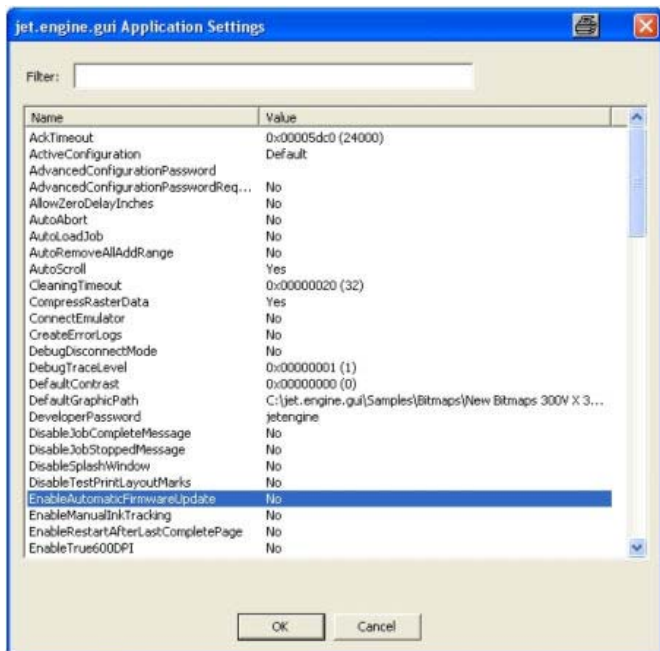 jet.engine.gui Application Settings
Filter:
Name Value
AckTimeout 0x00005dc0 (24000)
ActiveConfiguration Default
AdvancedConfigurationPassword
AdvancedConfigurationPasswordReq... No
AllowZeroDelayInches No
AutoAbort No
AutoLoadJob No
AutoRemoveAllAddRange No
AutoScroll Yes
CleaningTimeout 0x00000020 (32)
CompressRasterData Yes
ConnectEmulator No
CreateErrorLogs No
DebugDisconnectMode No
DebugTraceLevel 0x00000001 (1)
DefaultContrast 0x00000000 (0)
DefaultGraphicPath C:\jet.engine.gui\Samples\Bitmaps\New Bitmaps 300V X 3...
DeveloperPassword jetengine
DisableJobCompleteMessage No
DisableJobStoppedMessage No
DisableSplashWindow No
DisableTestPrintLayoutMarks No
EnableAutomaticFirmwareUpdate No
EnableManualInkTracking No
EnableRestartAfterLastCompletePage No
EnableTrue600DPI No
OK Cancel